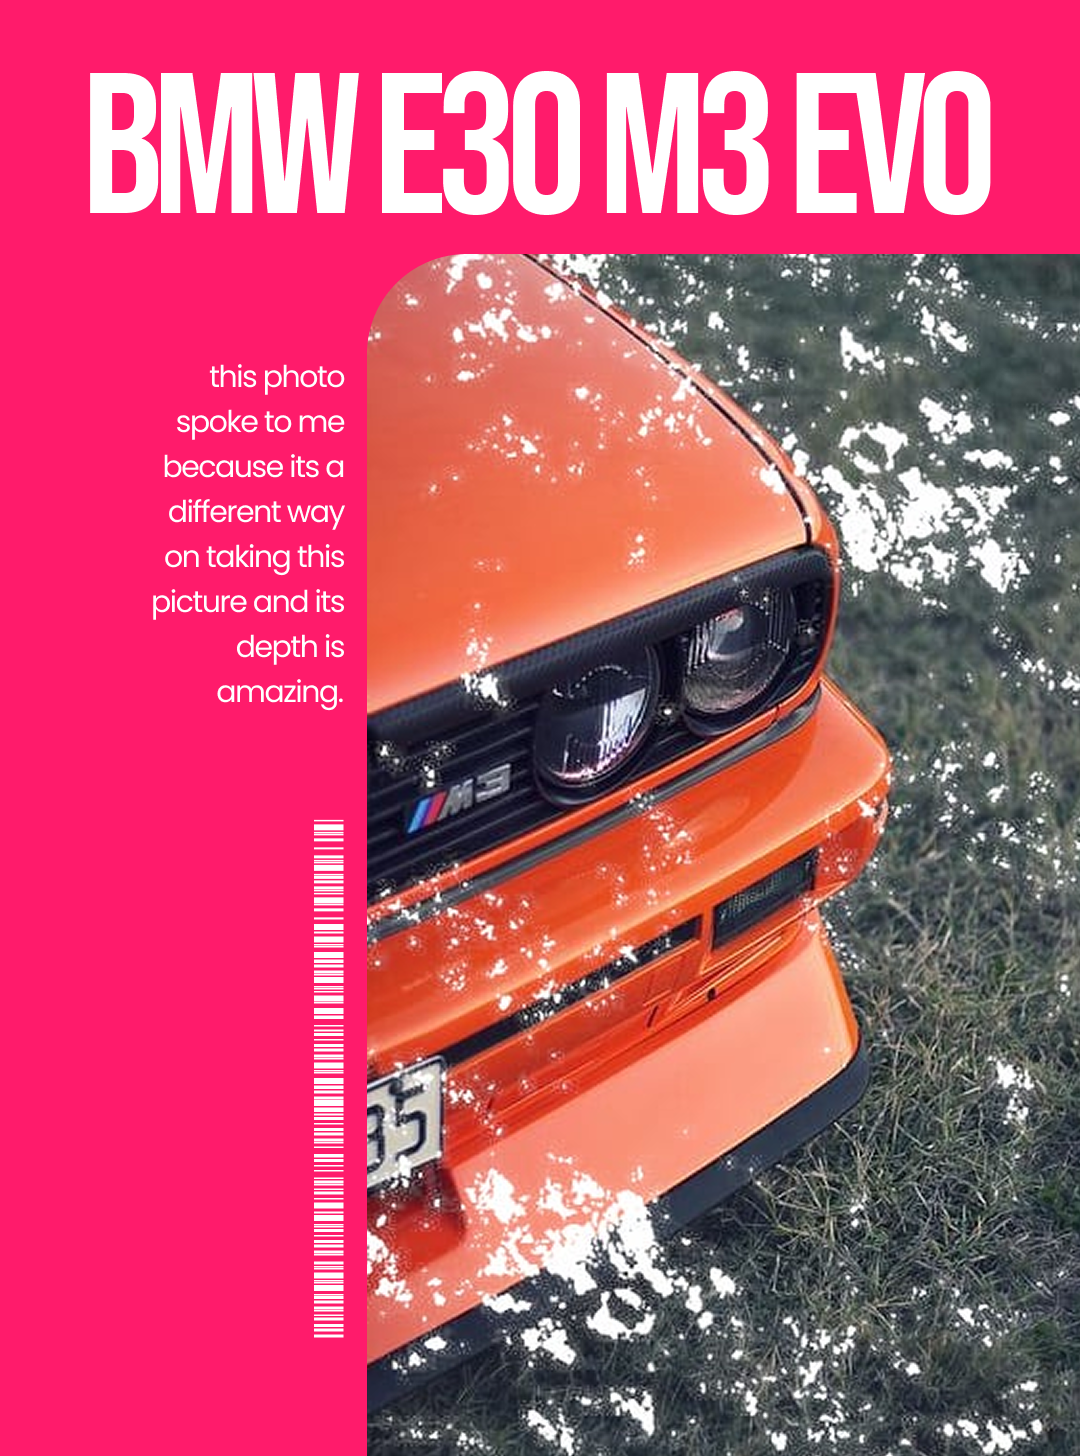 BMW E30 M3 EVO
this photo
spoke to me
because its a
different way
on taking this
picture and its
depth is
amazing.
M3
35